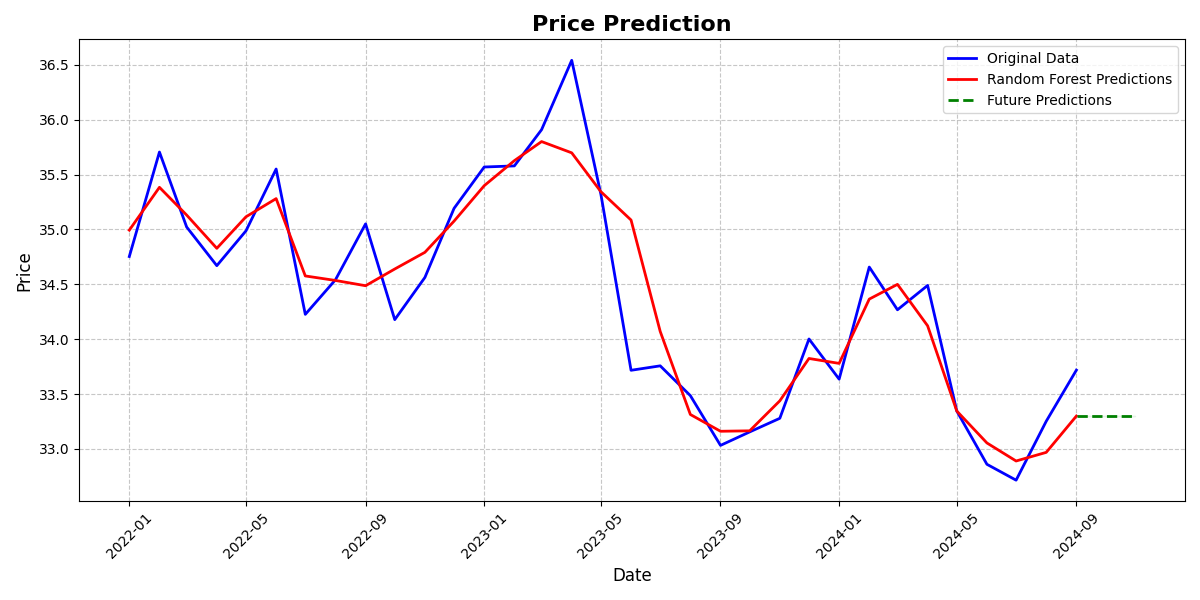 Price Prediction
Original Data
Random Forest Predictions
Future Predictions
Price
36.5
36.0
35.5
35.0
34.5
34.0
33.5
33.0
2022-01
2022-05
2022-09
2023-01
2023-05
2023-09
2024-01
2024-05
2024-09
Date